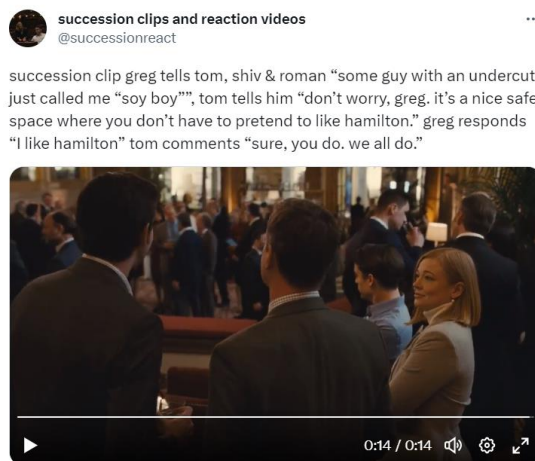 succession clips and reaction videos
@successionreact
succession clip greg tells tom, shiv & roman “some guy with an undercut
just called me “soy boy””, tom tells him “don’t worry, greg. it’s a nice safe
space where you don’t have to pretend to like hamilton.” greg responds
“I like hamilton” tom comments “sure, you do. we all do.”
0:14 / 0:14